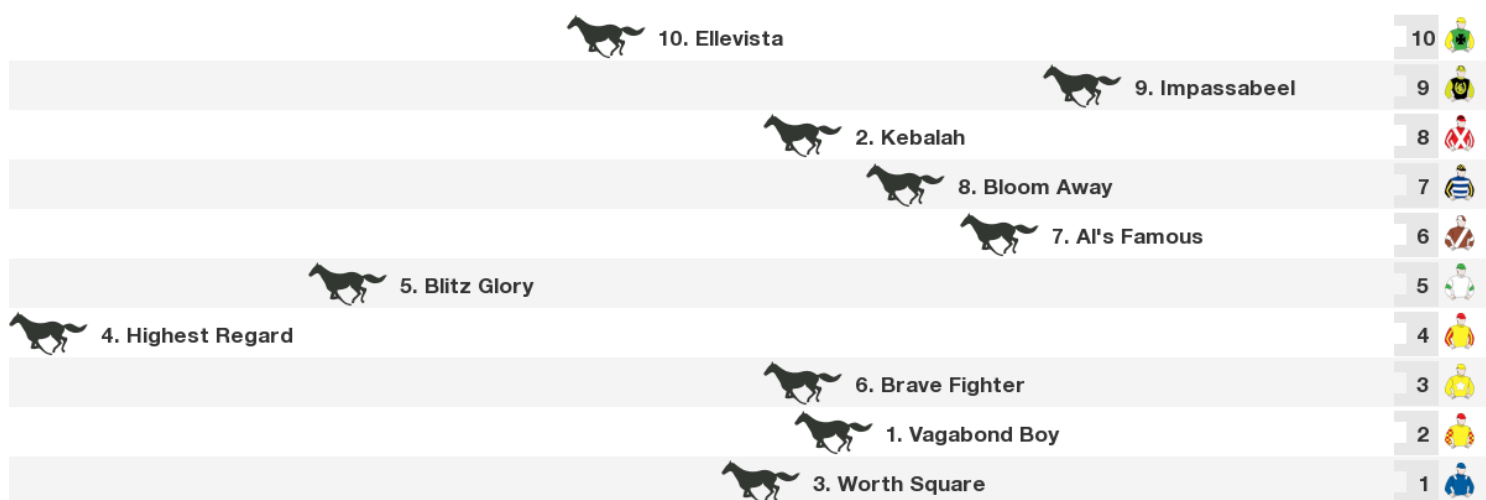 10. Ellevista 10
9. Impassabeel 9
2. Kebalah 8
8. Bloom Away 7
7. Al's Famous 6
5. Blitz Glory 5
4. Highest Regard 4
6. Brave Fighter 3
1. Vagabond Boy 2
3. Worth Square 1